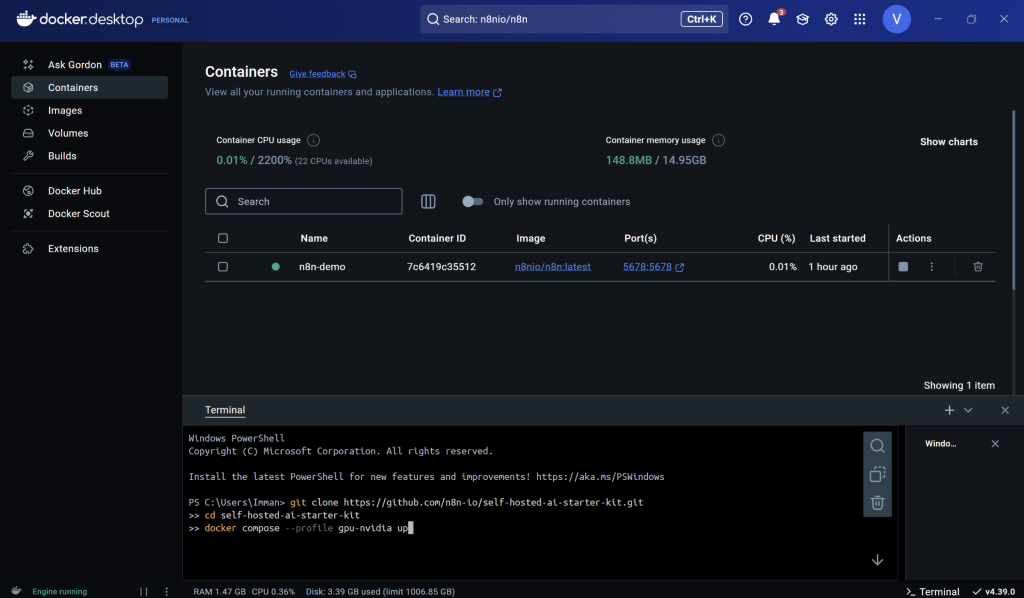 docker.desktop PERSONAL
Search: n8nio/n8n Ctrl+K
3
V
Ask Gordon BETA
Containers
Images
Volumes
Builds
Docker Hub
Docker Scout
Extensions
Containers Give feedback
View all your running containers and applications. Learn more
Container CPU usage
0.01% / 2200% (22 CPUs available)
Container memory usage
148.8MB / 14.95GB
Show charts
Search
Only show running containers
Name Container ID Image Port(s) CPU (%) Last started Actions
n8n-demo 7c6419c35512 n8nio/n8n:latest 5678:5678 0.01% 1 hour ago
Showing 1 item
Terminal
Windows PowerShell
Copyright (C) Microsoft Corporation. All rights reserved.
Install the latest PowerShell for new features and improvements! https://aka.ms/PSWindows
PS C:\Users\Imman> git clone https://github.com/n8n-io/self-hosted-ai-starter-kit.git
>> cd self-hosted-ai-starter-kit
>> docker compose --profile gpu-nvidia up
Windo...
Engine running
RAM 1.47 GB CPU 0.36% Disk: 3.39 GB used (limit 1006.85 GB)
Terminal
v4.39.0